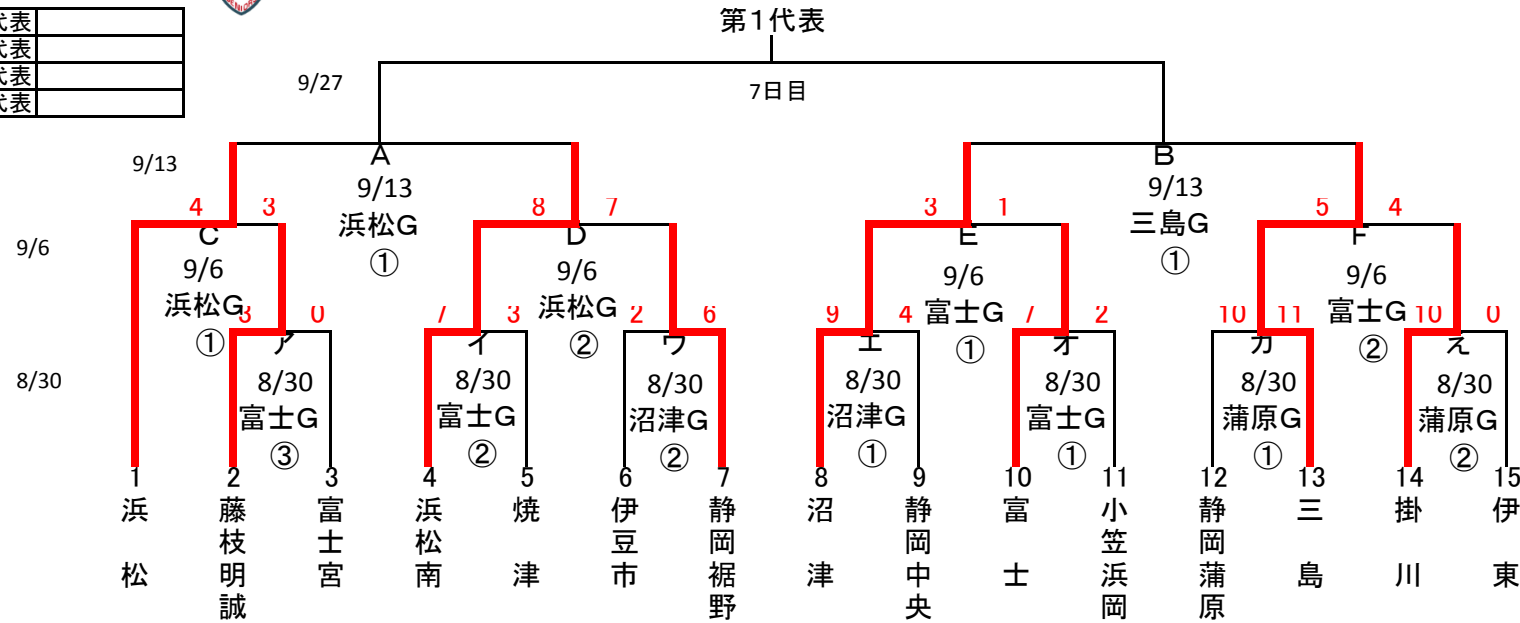 SENIORS
代表
代表
代表
代表
第1代表
9/27
7日目
9/13
A
9/13
浜松G
①
B
9/13
三島G
①
9/6
4 3
C
9/6
浜松G
①
8 7
D
9/6
浜松G
②
3 1
E
9/6
富士G
①
5 4
F
9/6
富士G
②
8/30
3 0
ア
8/30
富士G
③
7 3
イ
8/30
富士G
②
2 6
ウ
8/30
沼津G
②
9 4
エ
8/30
沼津G
①
7 2
オ
8/30
富士G
①
10 11
カ
8/30
蒲原G
①
10 0
え
8/30
蒲原G
②
1 浜松
2 藤枝明誠
3 富士宮
4 浜松南
5 焼津
6 伊豆市
7 静岡裾野
8 沼津
9 静岡中央
10 富士
11 小笠浜岡
12 静岡蒲原
13 三島
14 掛川
15 伊東